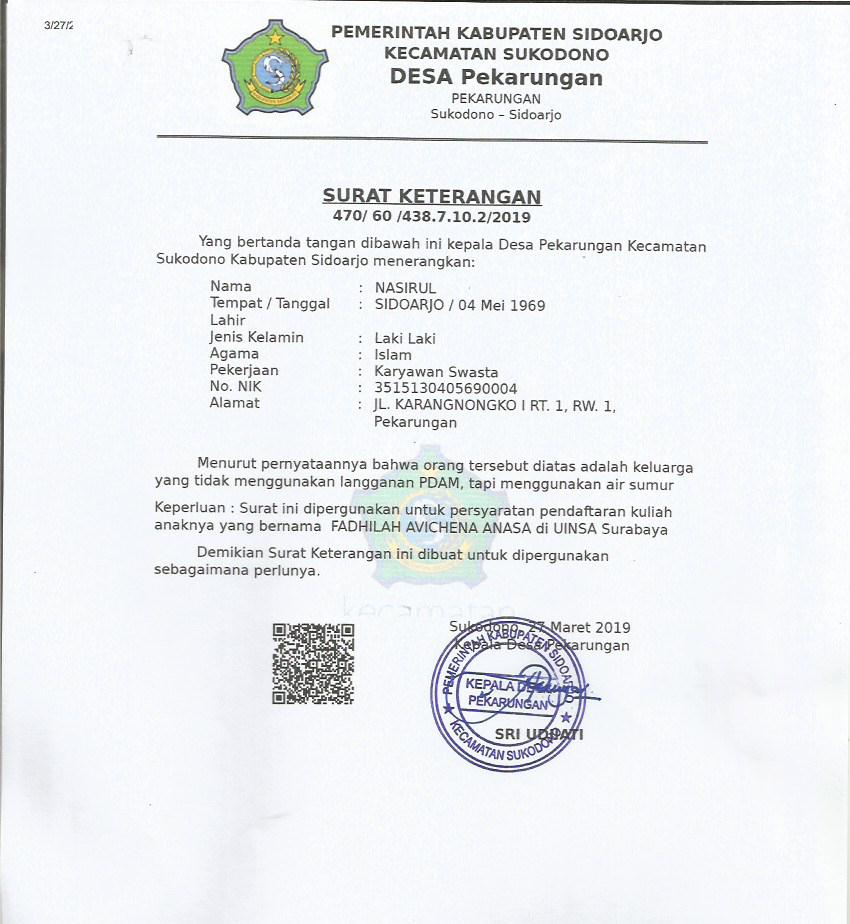 3/27/2
PEMERINTAH KABUPATEN SIDOARJO
KECAMATAN SUKODONO
DESA Pekarungan
PEKARUNGAN
Sukodono – Sidoarjo
SURAT KETERANGAN
470/ 60 /438.7.10.2/2019
Yang bertanda tangan dibawah ini kepala Desa Pekarungan Kecamatan
Sukodono Kabupaten Sidoarjo menerangkan:
Nama : NASIRUL
Tempat / Tanggal : SIDOARJO / 04 Mei 1969
Lahir
Jenis Kelamin : Laki Laki
Agama : Islam
Pekerjaan : Karyawan Swasta
No. NIK : 3515130405690004
Alamat : JL. KARANGNONGKO I RT. 1, RW. 1,
Pekarungan
Menurut pernyataannya bahwa orang tersebut diatas adalah keluarga
yang tidak menggunakan langganan PDAM, tapi menggunakan air sumur
Keperluan : Surat ini dipergunakan untuk persyaratan pendaftaran kuliah
anaknya yang bernama FADHILAH AVICHENA ANASA di UINSA Surabaya
Demikian Surat Keterangan ini dibuat untuk dipergunakan
sebagaimana perlunya.
kecamatan
Sukodono, 27 Maret 2019
Kepala Desa Pekarungan
PEMERINTAH KABUPATEN SIDOARJO
KEPALA DESA
PEKARUNGAN
KECAMATAN SUKODONO
SRI UDIPATI